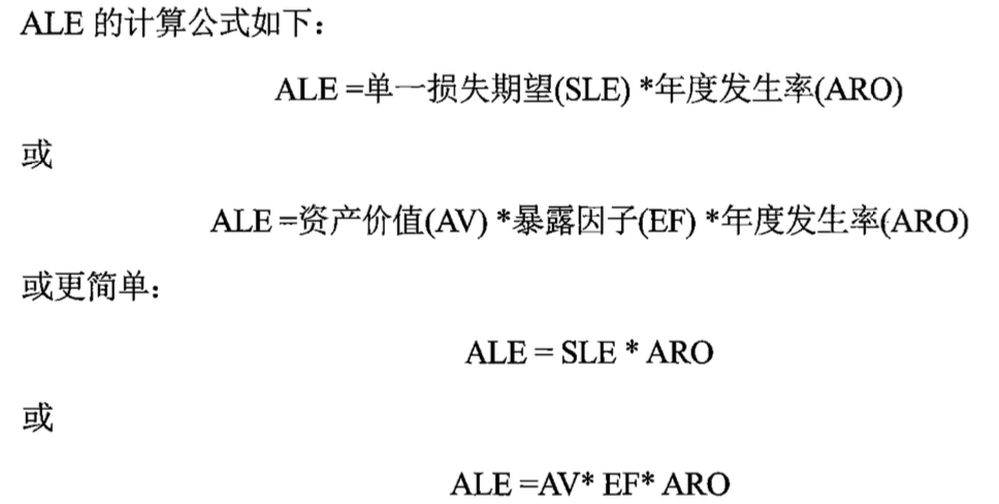 ALE 的计算公式如下：
ALE =单一损失期望(SLE) *年度发生率(ARO)
或
ALE =资产价值(AV) *暴露因子(EF) *年度发生率(ARO)
或更简单：
ALE = SLE * ARO
或
ALE =AV* EF* ARO